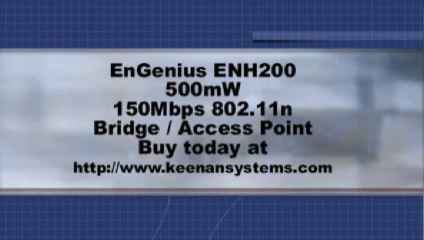 EnGenius ENH200
500mW
150Mbps 802.11n
Bridge / Access Point
Buy today at
http://www.keenansystems.com